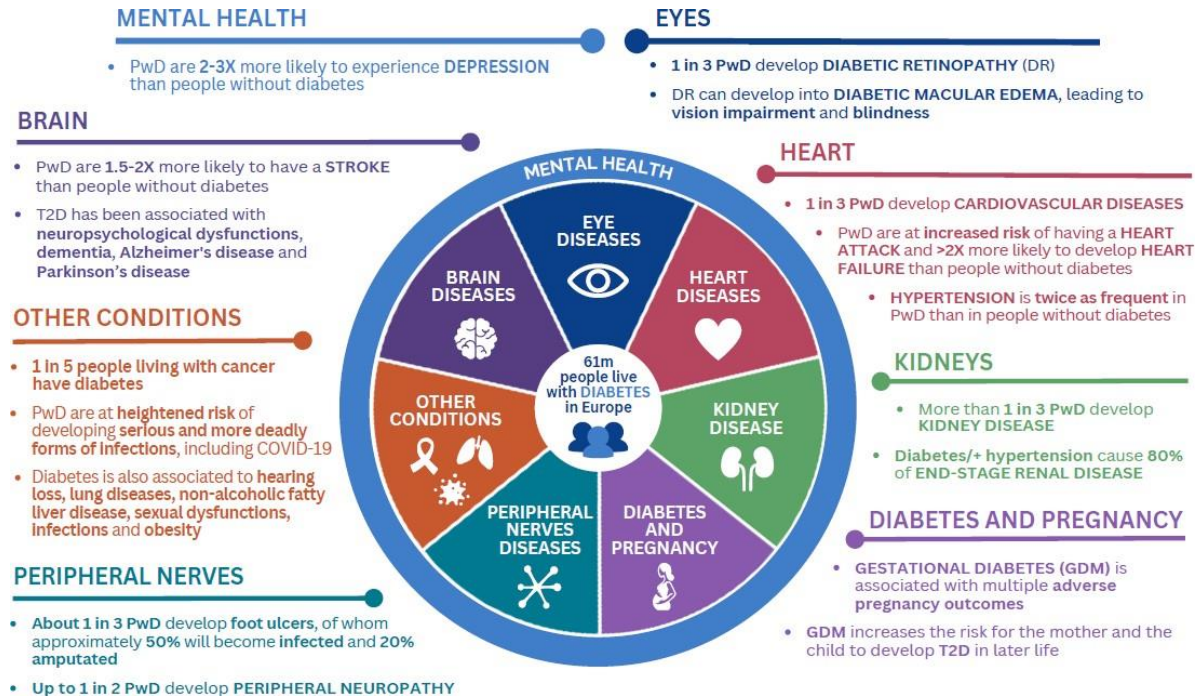 MENTAL HEALTH
• PwD are 2-3X more likely to experience DEPRESSION
than people without diabetes
EYES
• 1 in 3 PwD develop DIABETIC RETINOPATHY (DR)
• DR can develop into DIABETIC MACULAR EDEMA, leading to
vision impairment and blindness
BRAIN
• PwD are 1.5-2X more likely to have a STROKE
than people without diabetes
• T2D has been associated with
neuropsychological dysfunctions,
dementia, Alzheimer's disease and
Parkinson's disease
HEART
• 1 in 3 PwD develop CARDIOVASCULAR DISEASES
• PwD are at increased risk of having a HEART
ATTACK and >2X more likely to develop HEART
FAILURE than people without diabetes
• HYPERTENSION is twice as frequent in
PwD than in people without diabetes
OTHER CONDITIONS
• 1 in 5 people living with cancer
have diabetes
• PwD are at heightened risk of
developing serious and more deadly
forms of infections, including COVID-19
• Diabetes is also associated to hearing
loss, lung diseases, non-alcoholic fatty
liver disease, sexual dysfunctions,
infections and obesity
KIDNEYS
• More than 1 in 3 PwD develop
KIDNEY DISEASE
• Diabetes/+ hypertension cause 80%
of END-STAGE RENAL DISEASE
PERIPHERAL NERVES
• About 1 in 3 PwD develop foot ulcers, of whom
approximately 50% will become infected and 20%
amputated
• Up to 1 in 2 PwD develop PERIPHERAL NEUROPATHY
DIABETES AND PREGNANCY
• GESTATIONAL DIABETES (GDM) is
associated with multiple adverse
pregnancy outcomes
• GDM increases the risk for the mother and the
child to develop T2D in later life
MENTAL HEALTH
EYE
DISEASES
BRAIN
DISEASES
HEART
DISEASES
61m
people live
with DIABETES
in Europe
OTHER
CONDITIONS
KIDNEY
DISEASE
PERIPHERAL
NERVES
DISEASES
DIABETES
AND
PREGNANCY